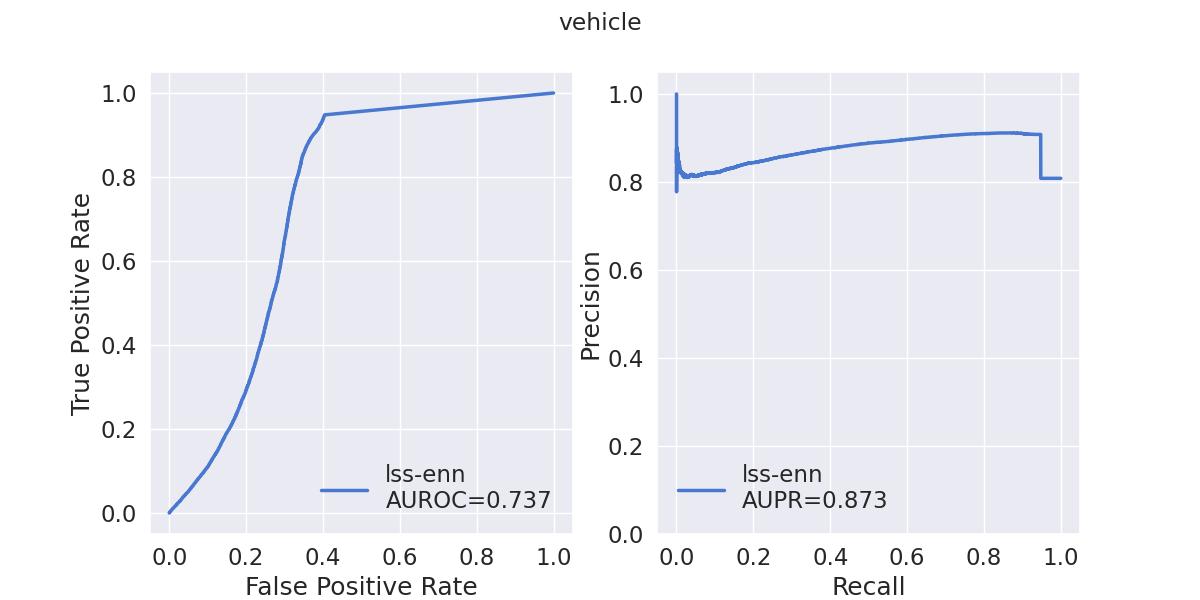 vehicle
True Positive Rate
1.0
0.8
0.6
0.4
0.2
0.0
lss-enn
AUROC=0.737
0.0 0.2 0.4 0.6 0.8 1.0
False Positive Rate
Precision
1.0
0.8
0.6
0.4
0.2
0.0
lss-enn
AUPR=0.873
0.0 0.2 0.4 0.6 0.8 1.0
Recall